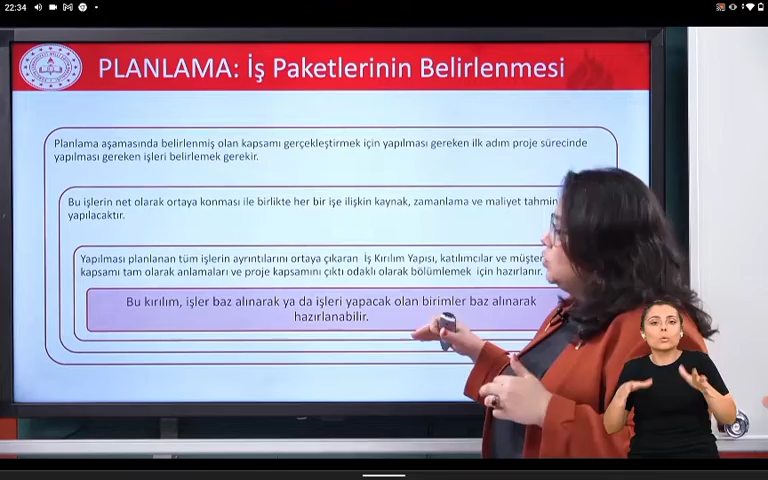 22:34
PLANLAMA: İş Paketlerinin Belirlenmesi
Planlama aşamasında belirlenmiş olan kapsamı gerçekleştirmek için yapılması gereken ilk adım proje sürecinde
yapılması gereken işleri belirlemek gerekir.
Bu işlerin net olarak ortaya konması ile birlikte her bir işe ilişkin kaynak, zamanlama ve maliyet tahmin
yapılacaktır.
Yapılması planlanan tüm işlerin ayrıntılarını ortaya çıkaran İş Kırılım Yapısı, katılımcılar ve müşter
kapsamı tam olarak anlamaları ve proje kapsamını çıktı odaklı olarak bölümlemek için hazırlanır.
Bu kırılım, işler baz alınarak ya da işleri yapacak olan birimler baz alınarak
hazırlanabilir.